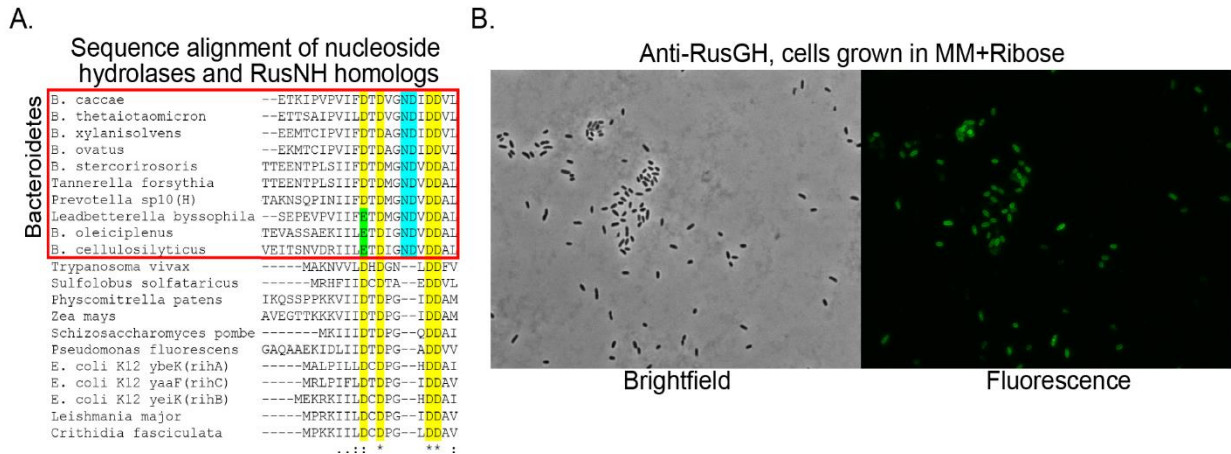 A.
Sequence alignment of nucleoside
hydrolases and RusNH homologs
Bacteroidetes
B. caccae --ETKIPVPVIFDTDVGNDIDDVL
B. thetaiotaomicron --ETTSAIPVILDTDVGNDIDDVL
B. xylanisolvens --EEMTCIPVIFDTDAGNDIDDVL
B. ovatus --EKMTCIPVIFDTDAGNDIDDVL
B. stercorirosoris TTEENTPLSIIFDTDMGNDVDDAL
Tannerella forsythia TTEENTPLSIIFDTDMGNDVDDAL
Prevotella sp10(H) TAKNSQPINIIFDTDMGNDVDDAL
Leadbetterella byssophila --SEPEVPVIIFETDMGNDVDDAL
B. oleiciplenus TEVASSAEKIILETDIGNDVDDAL
B. cellulosilyticus VEITSNVDRIILETDIGNDVDDAL
Trypanosoma vivax -----MAKNVVLDHDGN--LDDFV
Sulfolobus solfataricus ------MRHFIIDCDTA--EDDVL
Physcomitrella patens IKQSSPPKKVIIDTDPG--IDDAM
Zea mays AVEGTTKKKVIIDTDPG--IDDAM
Schizosaccharomyces pombe -------MKIIIDTDPG--QDDAI
Pseudomonas fluorescens GAQAAEKIDLIIDTDPG--ADDVV
E. coli K12 ybeK(rihA) -----MALPILLDCDPG--HDDAI
E. coli K12 yaaF(rihC) -----MRLPIFLDTDPG--IDDAV
E. coli K12 yeiK(rihB) ----MEKRKIILDCDPG--HDDAI
Leishmania major -----MPRKIILDCDPG--IDDAV
Crithidia fasciculata -----MPKKIILDCDPG--LDDAV
..:: * ** :
B.
Anti-RusGH, cells grown in MM+Ribose
Brightfield Fluorescence